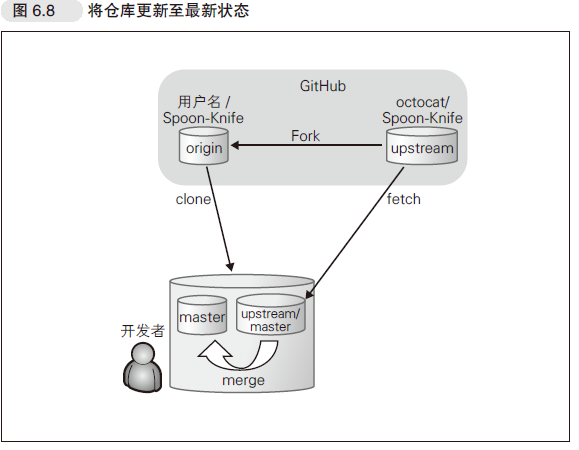 图 6.8 将仓库更新至最新状态
GitHub
用户名 /
Spoon-Knife
octocat/
Spoon-Knife
Fork
origin
upstream
clone
fetch
master
upstream/
master
开发者
merge